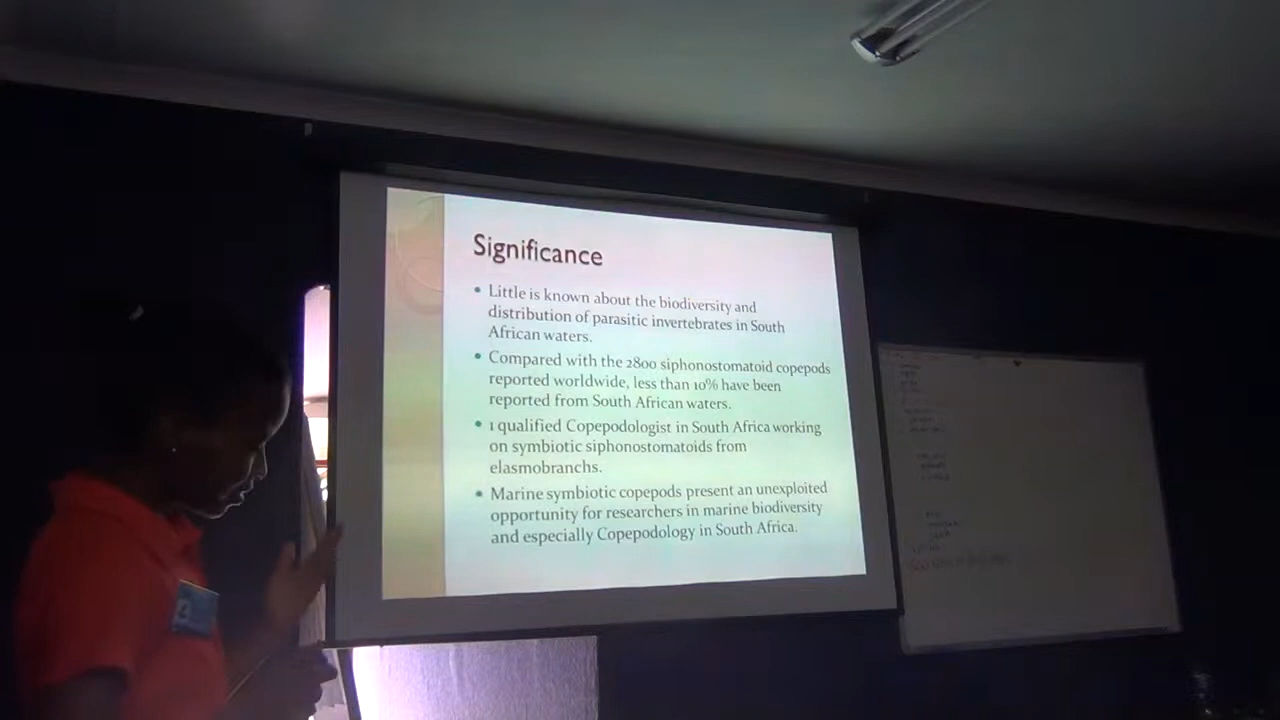 Significance
• Little is known about the biodiversity and
distribution of parasitic invertebrates in South
African waters.
• Compared with the 2800 siphonostomatoid copepods
reported worldwide, less than 10% have been
reported from South African waters.
• 1 qualified Copepodologist in South Africa working
on symbiotic siphonostomatoids from
elasmobranchs.
• Marine symbiotic copepods present an unexploited
opportunity for researchers in marine biodiversity
and especially Copepodology in South Africa.